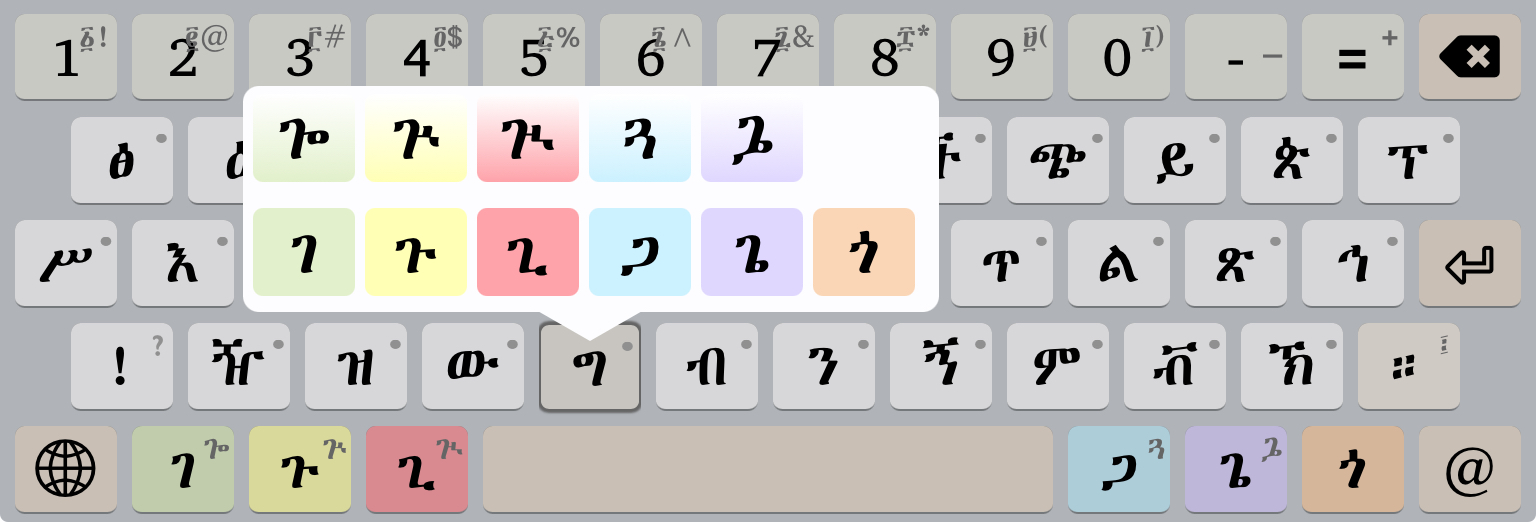 1 ፩ ! 2 ፪ @ 3 ፫ # 4 ፬ $ 5 ፭ % 6 ፮ ^ 7 ፯ & 8 ፰ * 9 ፱ ( 0 ፲ ) - _ = +
ጐ ጕ ጒ ጓ ጔ
ፅ ጭ ይ ጵ ፕ
ገ ጉ ጊ ጋ ጌ ጎ
ሥ እ ጥ ል ጽ ኅ
! ? ዥ ዝ ው ግ ብ ን ኝ ም ቭ ኽ ።
ገ ጐ ጉ ጕ ጊ ጒ ጋ ጓ ጌ ጔ ጎ @